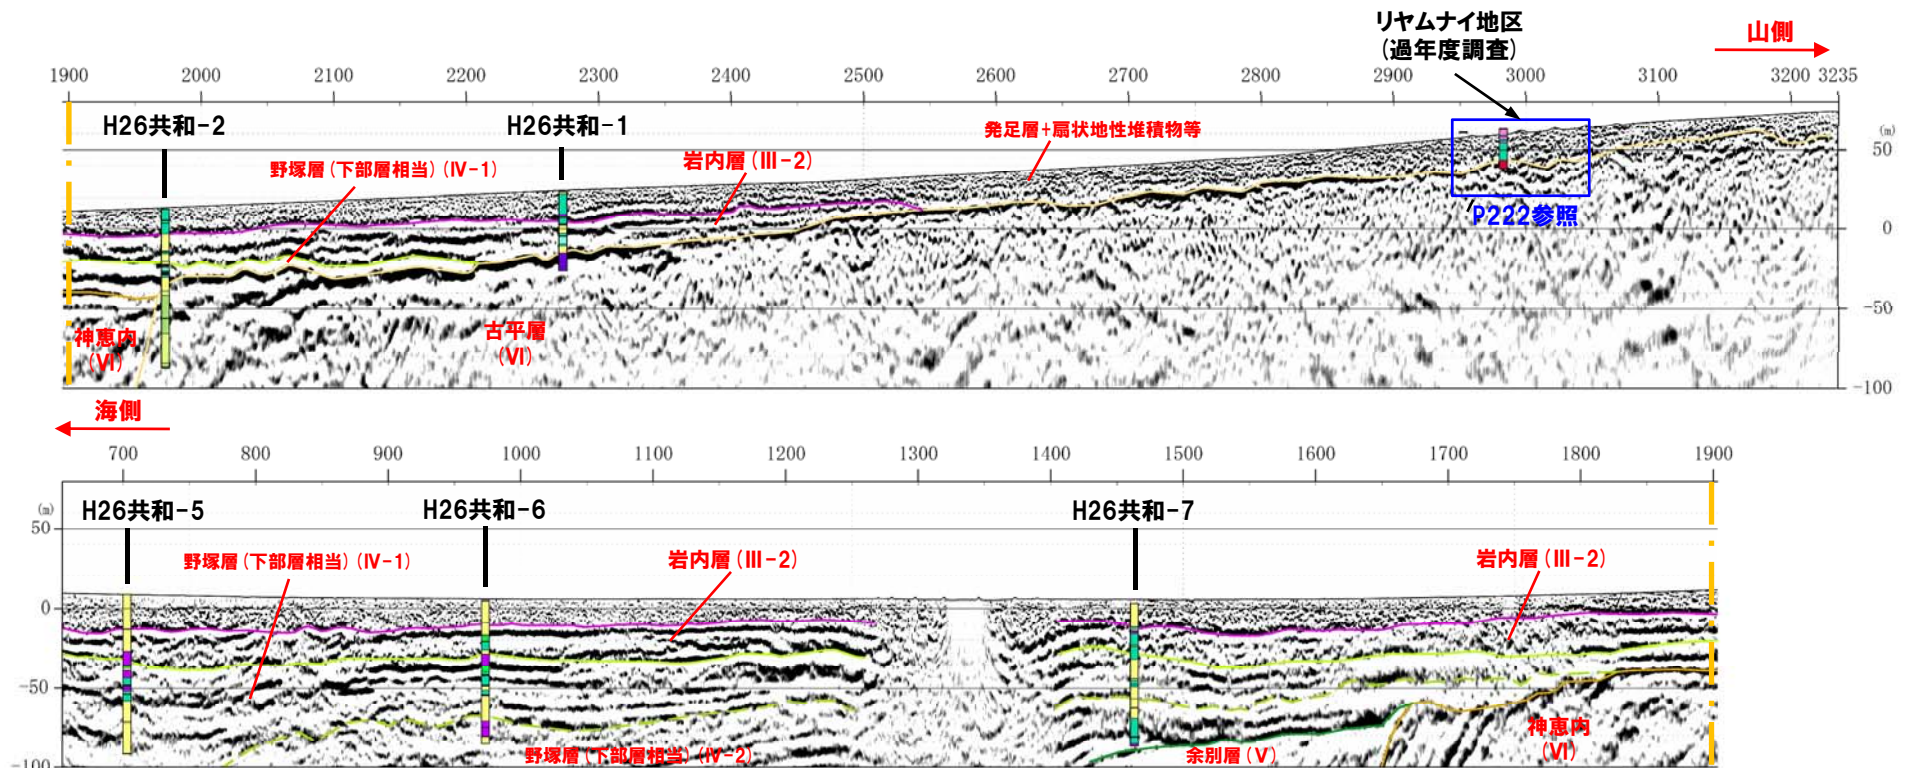 リヤムナイ地区
(過年度調査)
山側
1900 2000 2100 2200 2300 2400 2500 2600 2700 2800 2900 3000 3100 3200 3235
H26共和-2
H26共和-1
発足層+扇状地性堆積物等
(m)
野塚層(下部層相当)(Ⅳ-1)
岩内層(Ⅲ-2)
50
P222参照
0
-50
神恵内
(Ⅵ)
古平層
(Ⅵ)
-100
海側
700 800 900 1000 1100 1200 1300 1400 1500 1600 1700 1800 1900
(m)
H26共和-5
H26共和-6
H26共和-7
50
野塚層(下部層相当)(Ⅳ-1)
岩内層(Ⅲ-2)
岩内層(Ⅲ-2)
0
-50
神恵内
(Ⅵ)
野塚層(下部層相当)(Ⅳ-2)
余別層(Ⅴ)
-100